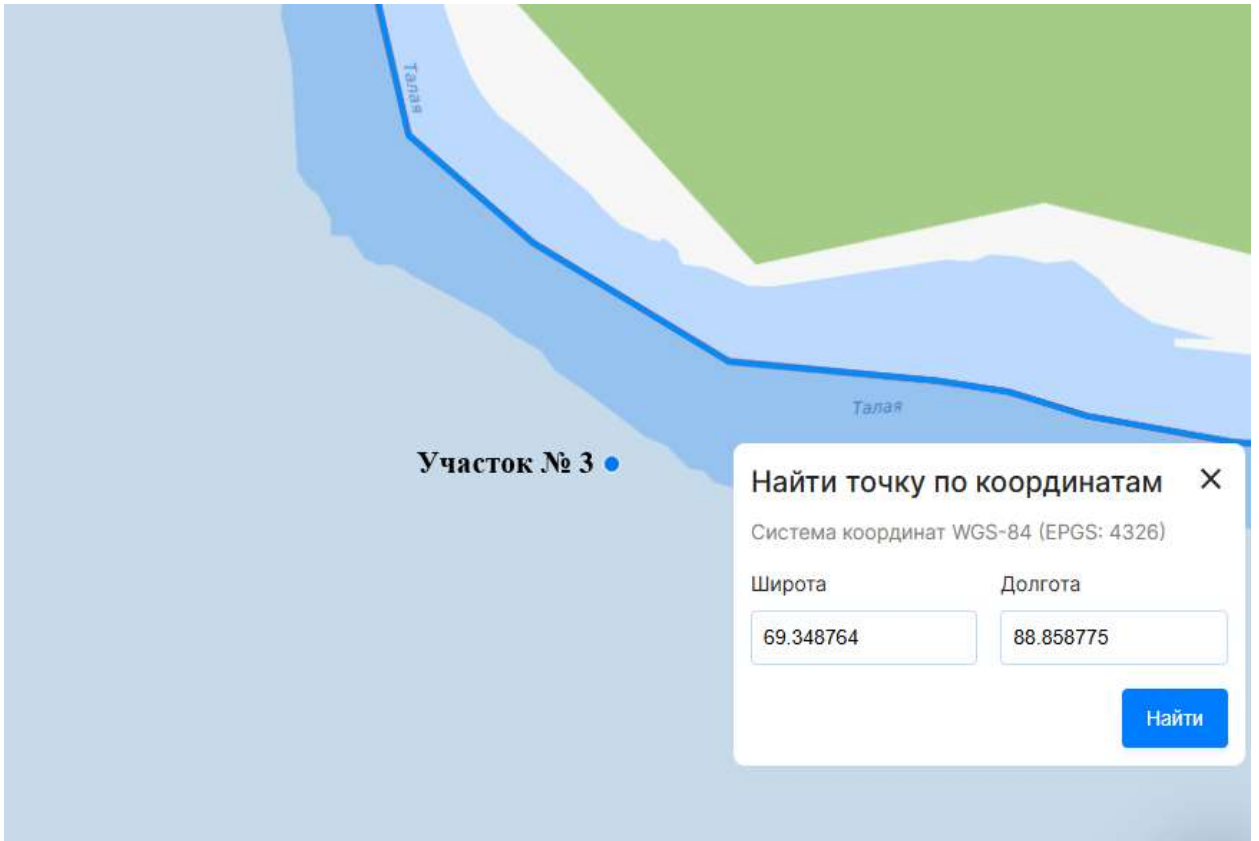 Талая
Талая
Участок № 3
Найти точку по координатам
Система координат WGS-84 (EPGS: 4326)
Широта Долгота
69.348764 88.858775
Найти